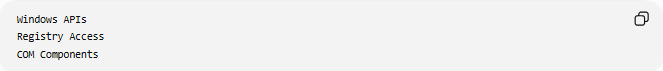 Windows APIs
Registry Access
COM Components